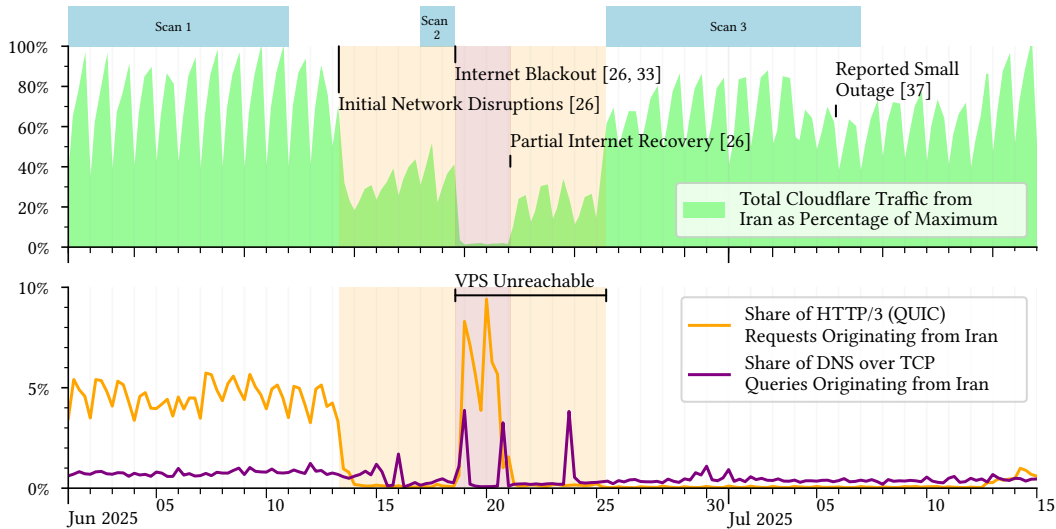 Scan 1
Scan
2
Scan 3
100%
80%
60%
40%
20%
0%
Internet Blackout [26, 33]
Initial Network Disruptions [26]
Partial Internet Recovery [26]
Reported Small
Outage [37]
Total Cloudflare Traffic from
Iran as Percentage of Maximum
VPS Unreachable
10%
5%
0%
Share of HTTP/3 (QUIC)
Requests Originating from Iran
Share of DNS over TCP
Queries Originating from Iran
05
10
15
20
25
30
05
10
15
Jun 2025
Jul 2025